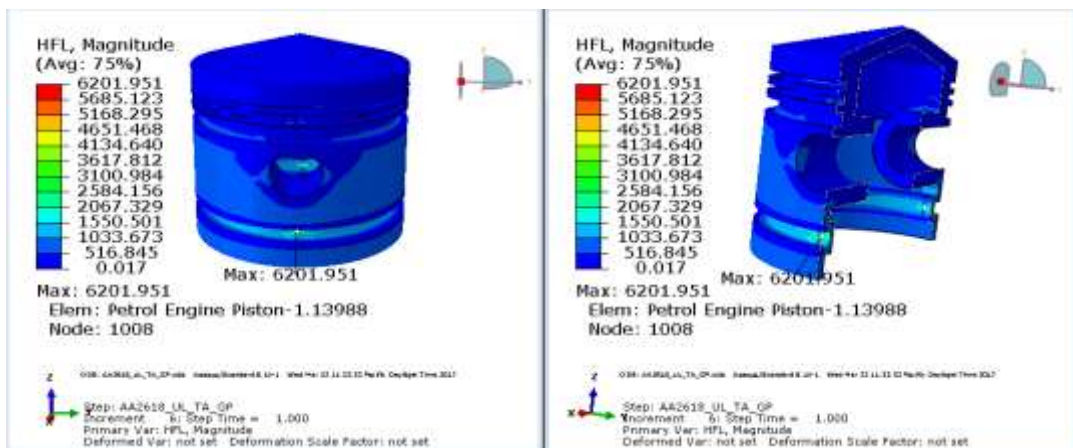 HFL, Magnitude
(Avg: 75%)
6201.951
5685.123
5168.295
4651.468
4134.640
3617.812
3100.984
2584.156
2067.329
1550.501
1033.673
516.845
0.017
Max: 6201.951
Max: 6201.951
Elem: Petrol Engine Piston-1.13988
Node: 1008
Z
X
Step: AA2618_UL_TA_GP
Increment 6: Step Time = 1.000
Primary Var: HFL, Magnitude
Deformed Var: not set Deformation Scale Factor: not set
HFL, Magnitude
(Avg: 75%)
6201.951
5685.123
5168.295
4651.468
4134.640
3617.812
3100.984
2584.156
2067.329
1550.501
1033.673
516.845
0.017
Max: 6201.951
Max: 6201.951
Elem: Petrol Engine Piston-1.13988
Node: 1008
Z
X
Step: AA2618_UL_TA_GP
Increment 6: Step Time = 1.000
Primary Var: HFL, Magnitude
Deformed Var: not set Deformation Scale Factor: not set